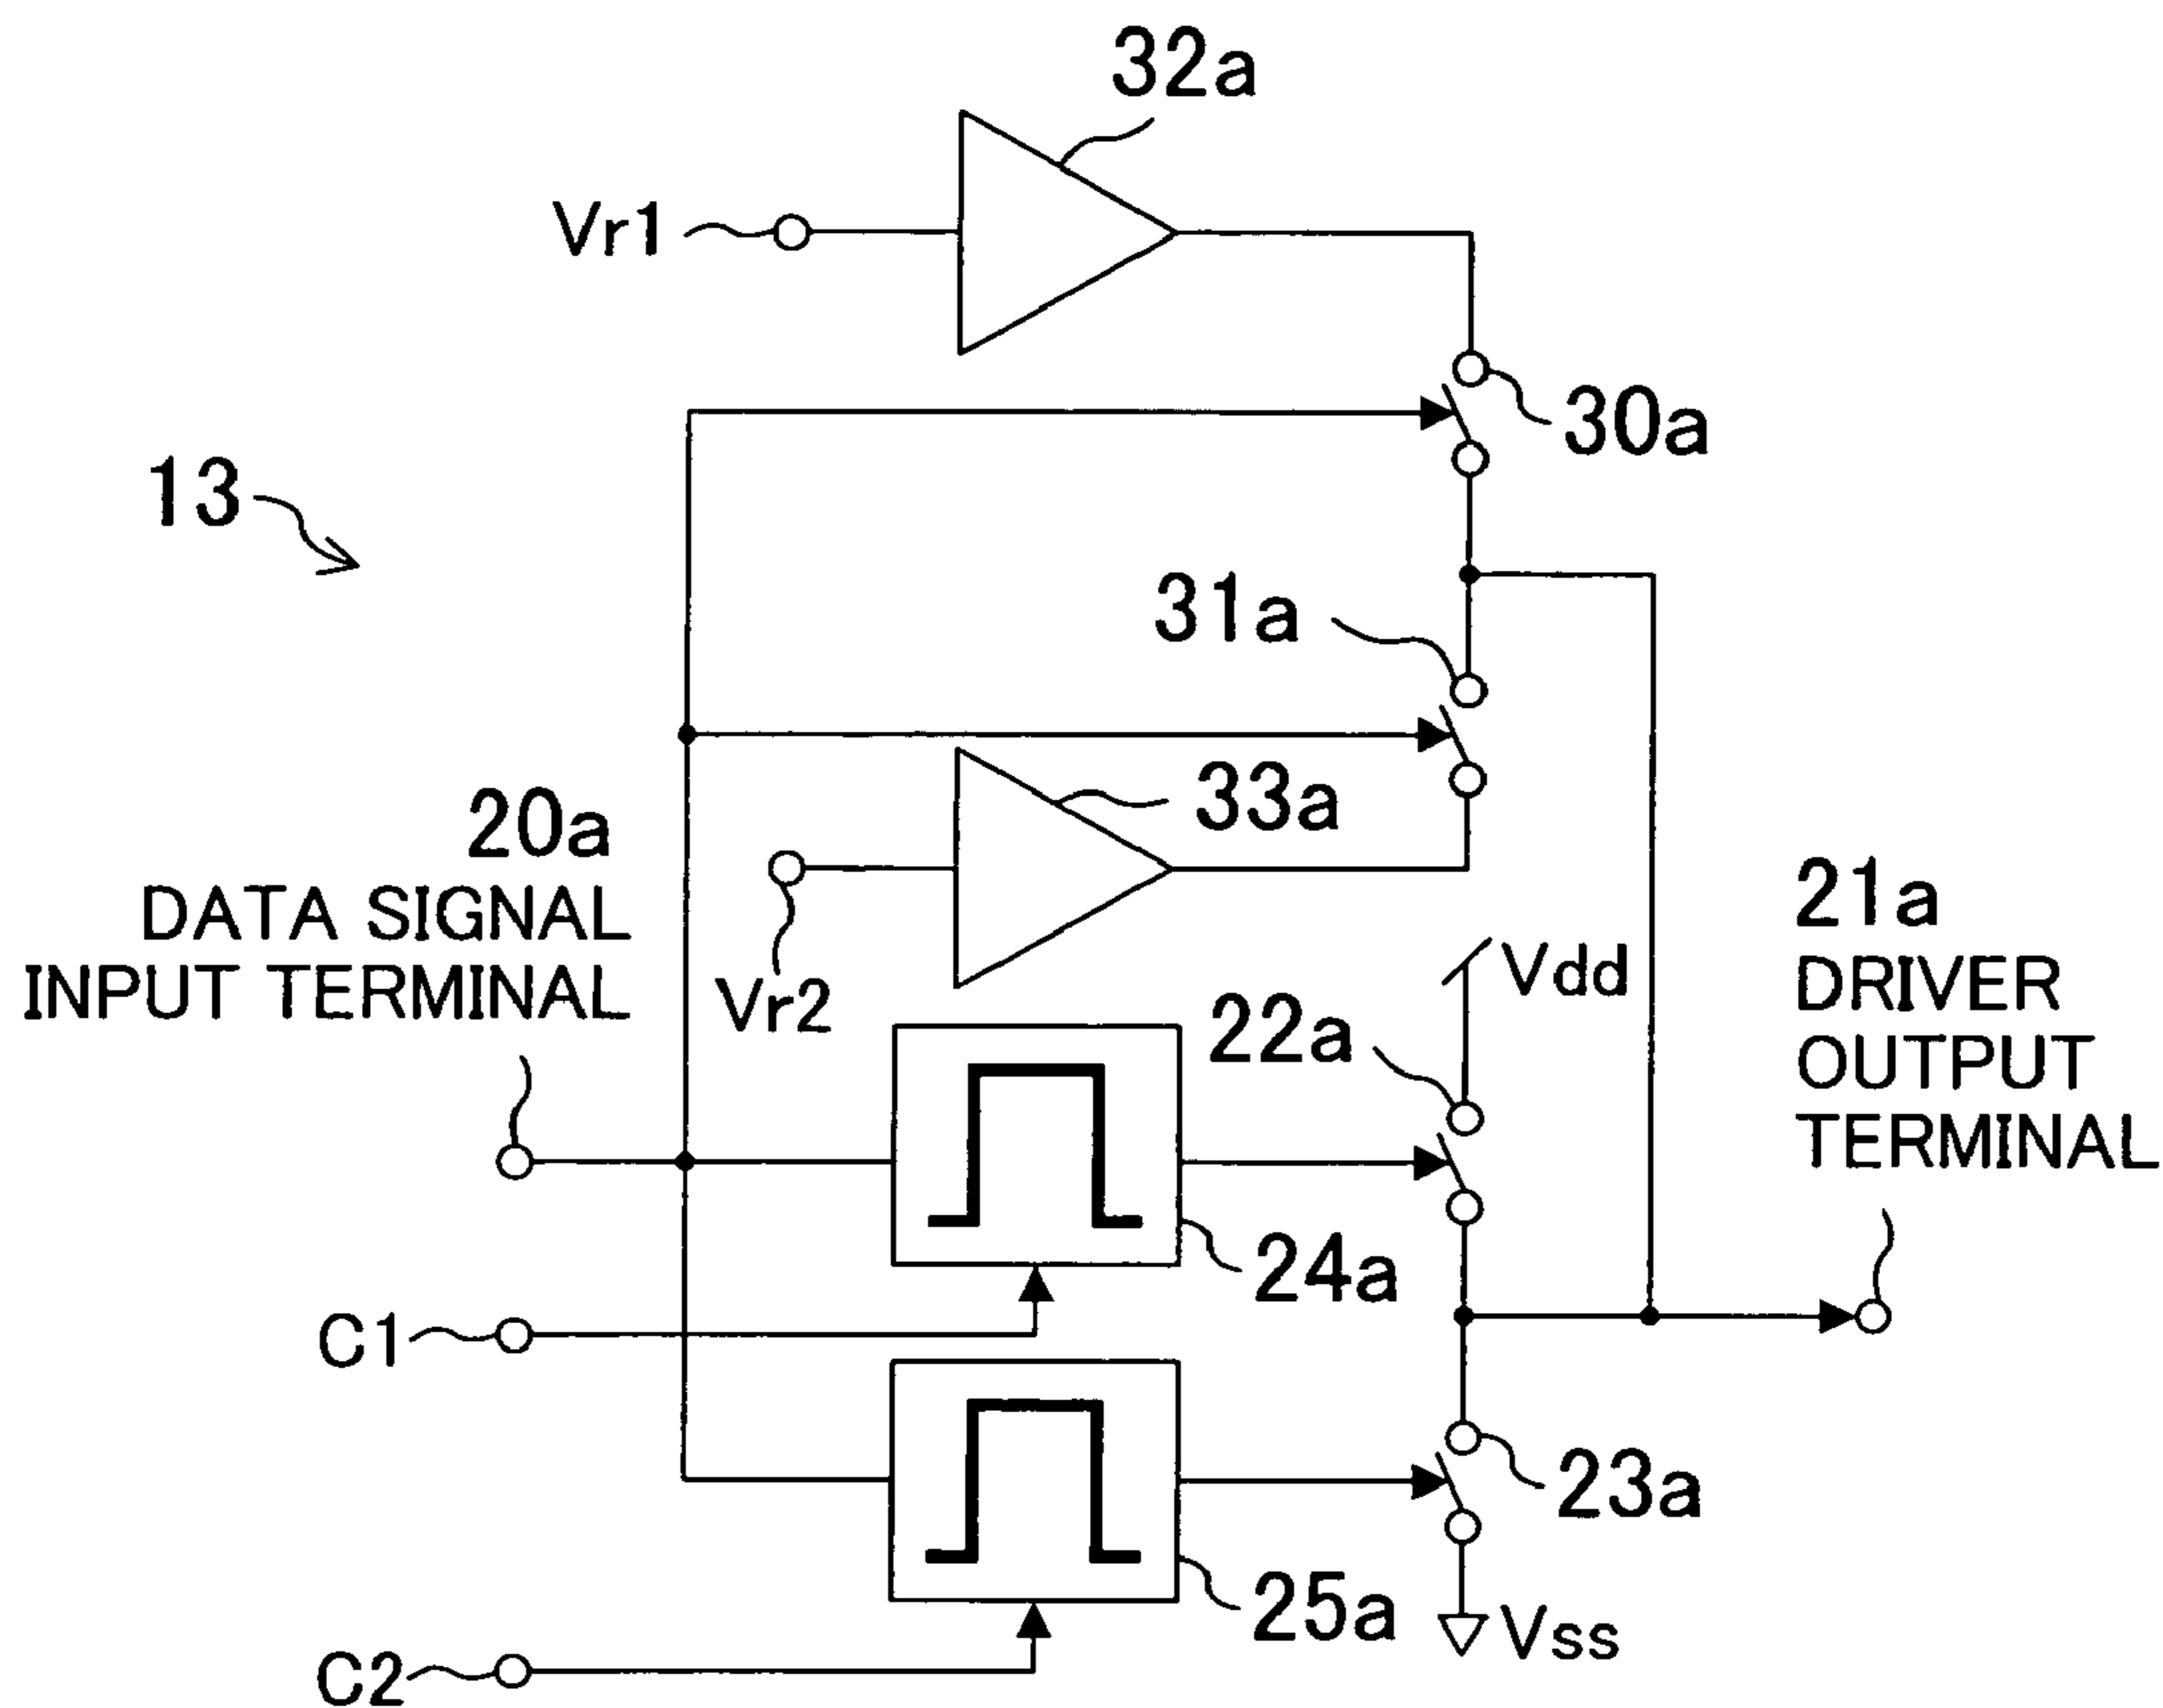 32a
Vr1
30a
13
31a
33a
20a
DATA SIGNAL
INPUT TERMINAL
Vr2
21a
DRIVER
OUTPUT
TERMINAL
Vdd
22a
24a
C1
23a
25a
Vss
C2